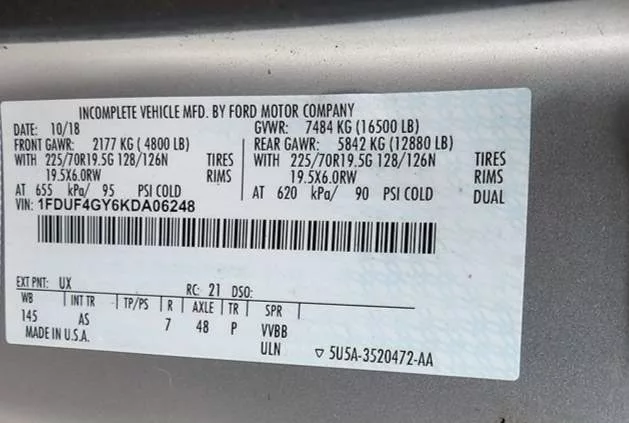 INCOMPLETE VEHICLE MFD. BY FORD MOTOR COMPANY
DATE: 10/18 GVWR: 7484 KG (16500 LB)
FRONT GAWR: 2177 KG ( 4800 LB) REAR GAWR: 5842 KG (12880 LB)
WITH 225/70R19.5G 128/126N TIRES WITH 225/70R19.5G 128/126N TIRES
19.5X6.0RW RIMS 19.5X6.0RW RIMS
AT 655 kPa/ 95 PSI COLD AT 620 kPa/ 90 PSI COLD DUAL
VIN: 1FDUF4GY6KDA06248
EXT PNT: UX RC: 21 DSO:
WB INT TR TP/PS R AXLE TR SPR
145 AS 7 48 P VVBB
MADE IN U.S.A. ULN ▽ 5U5A-3520472-AA